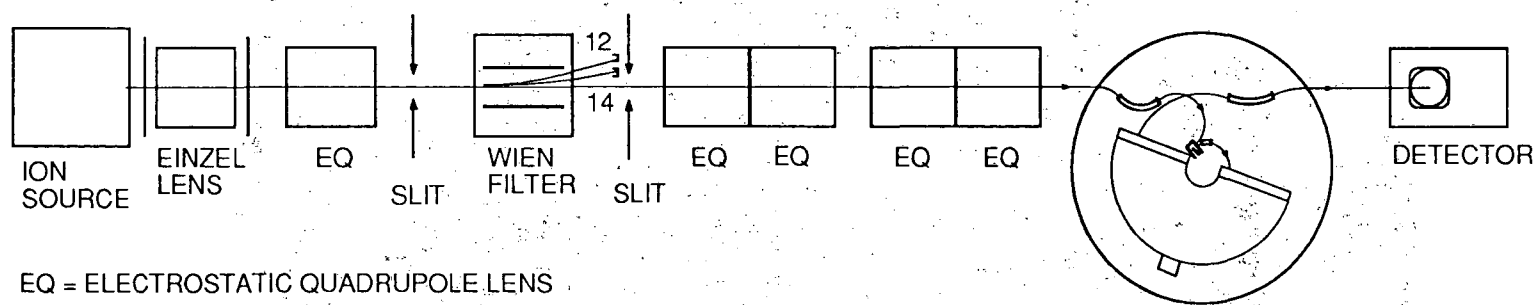 12
14
ION
SOURCE
EINZEL
LENS
EQ
SLIT
WIEN
FILTER
SLIT
EQ
EQ
EQ
EQ
DETECTOR
EQ = ELECTROSTATIC QUADRUPOLE LENS